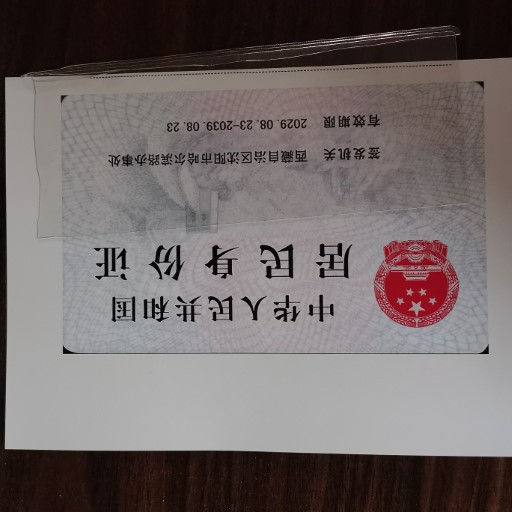 中华人民共和国
居民身份证
签发机关 西藏自治区沈阳市哈尔滨路办事处
有效期限 2029. 08. 23-2039. 08. 23